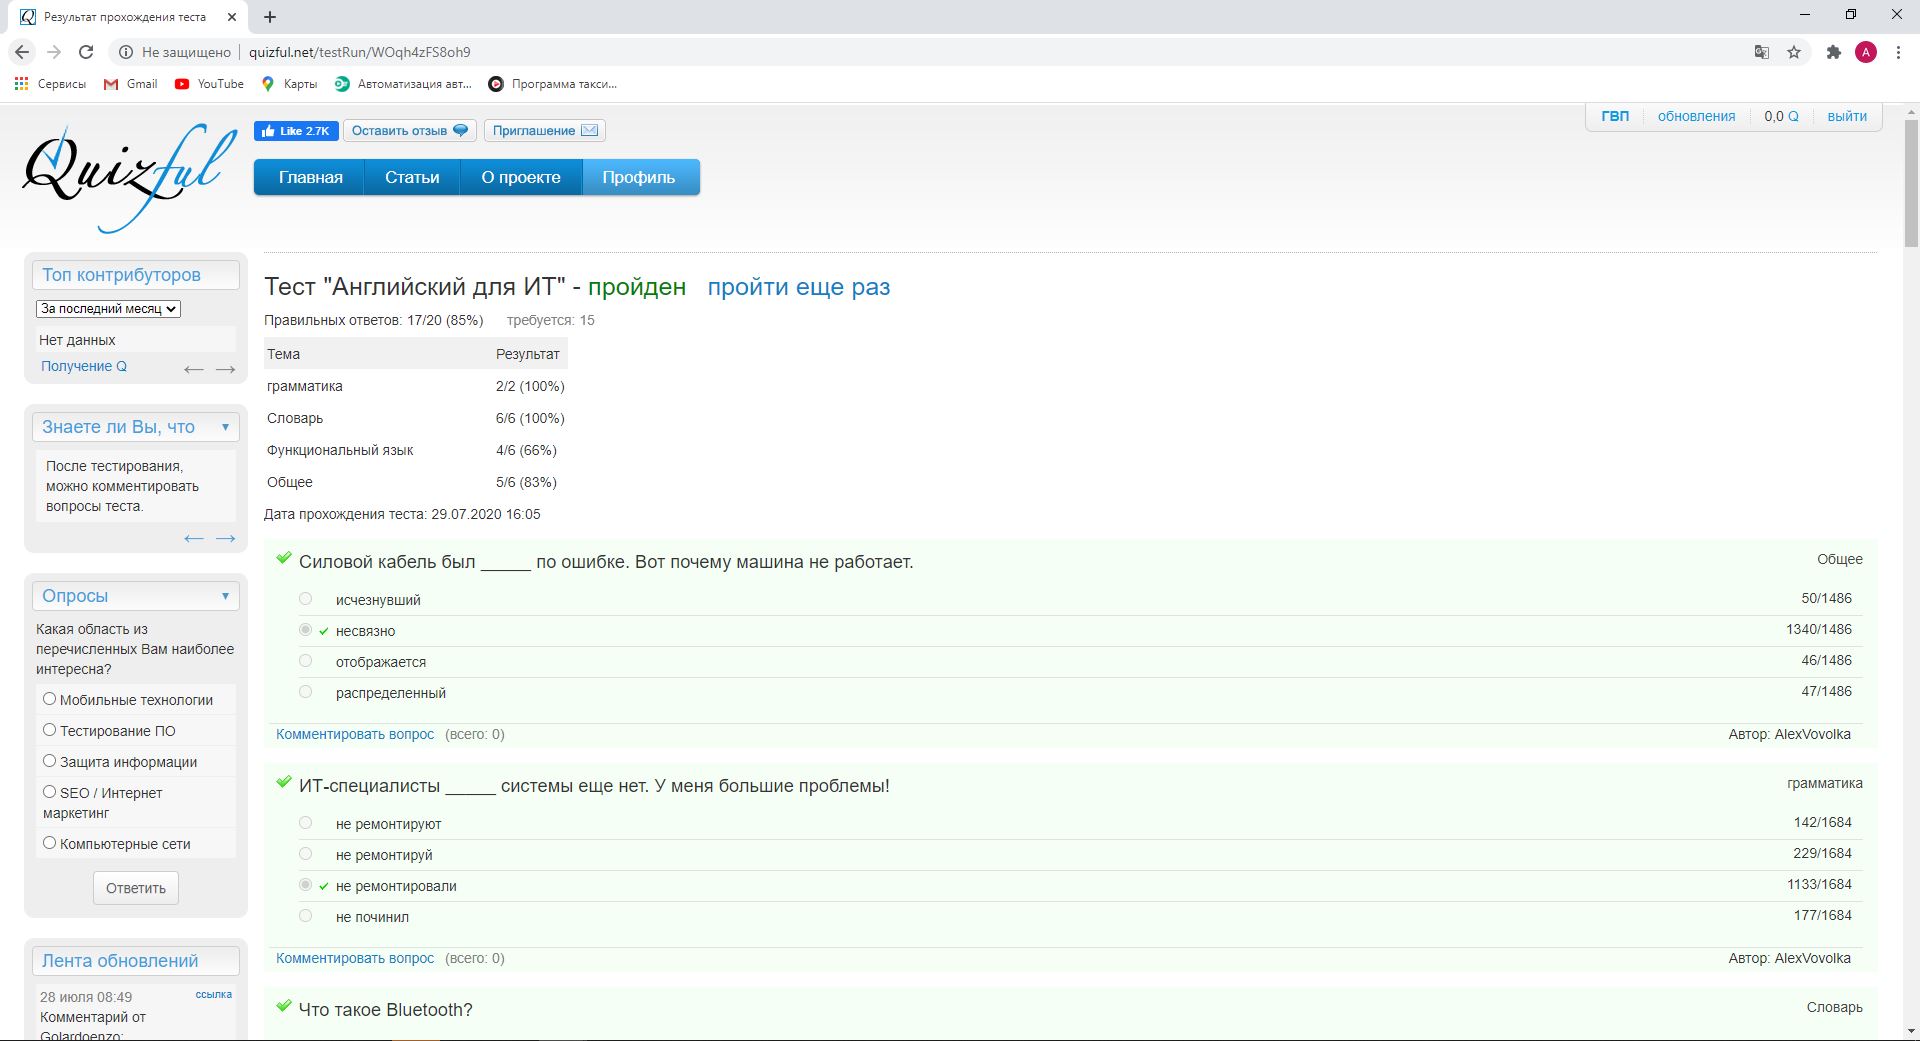 Результат прохождения теста
Не защищено
quizful.net/testRun/WOqh4zFS8oh9
A
Сервисы
Gmail
YouTube
Карты
Автоматизация авт...
Программа такси...
Quizful
Like 2.7K
Оставить отзыв
Приглашение
ГВП
обновления
0,0 Q
выйти
Главная
Статьи
О проекте
Профиль
Топ контрибуторов
За последний месяц
Нет данных
Получение Q
← →
Знаете ли Вы, что
После тестирования,
можно комментировать
вопросы теста.
← →
Опросы
Какая область из
перечисленных Вам наиболее
интересна?
Мобильные технологии
Тестирование ПО
Защита информации
SEO / Интернет
маркетинг
Компьютерные сети
Ответить
Лента обновлений
28 июля 08:49
ссылка
Комментарий от
Golardoenzo:
Тест "Английский для ИТ" - пройден пройти еще раз
Правильных ответов: 17/20 (85%) требуется: 15
Тема Результат
грамматика 2/2 (100%)
Словарь 6/6 (100%)
Функциональный язык 4/6 (66%)
Общее 5/6 (83%)
Дата прохождения теста: 29.07.2020 16:05
Силовой кабель был _____ по ошибке. Вот почему машина не работает. Общее
исчезнувший 50/1486
несвязно 1340/1486
отображается 46/1486
распределенный 47/1486
Комментировать вопрос (всего: 0) Автор: AlexVovolka
ИТ-специалисты _____ системы еще нет. У меня большие проблемы! грамматика
не ремонтируют 142/1684
не ремонтируй 229/1684
не ремонтировали 1133/1684
не починил 177/1684
Комментировать вопрос (всего: 0) Автор: AlexVovolka
Что такое Bluetooth? Словарь